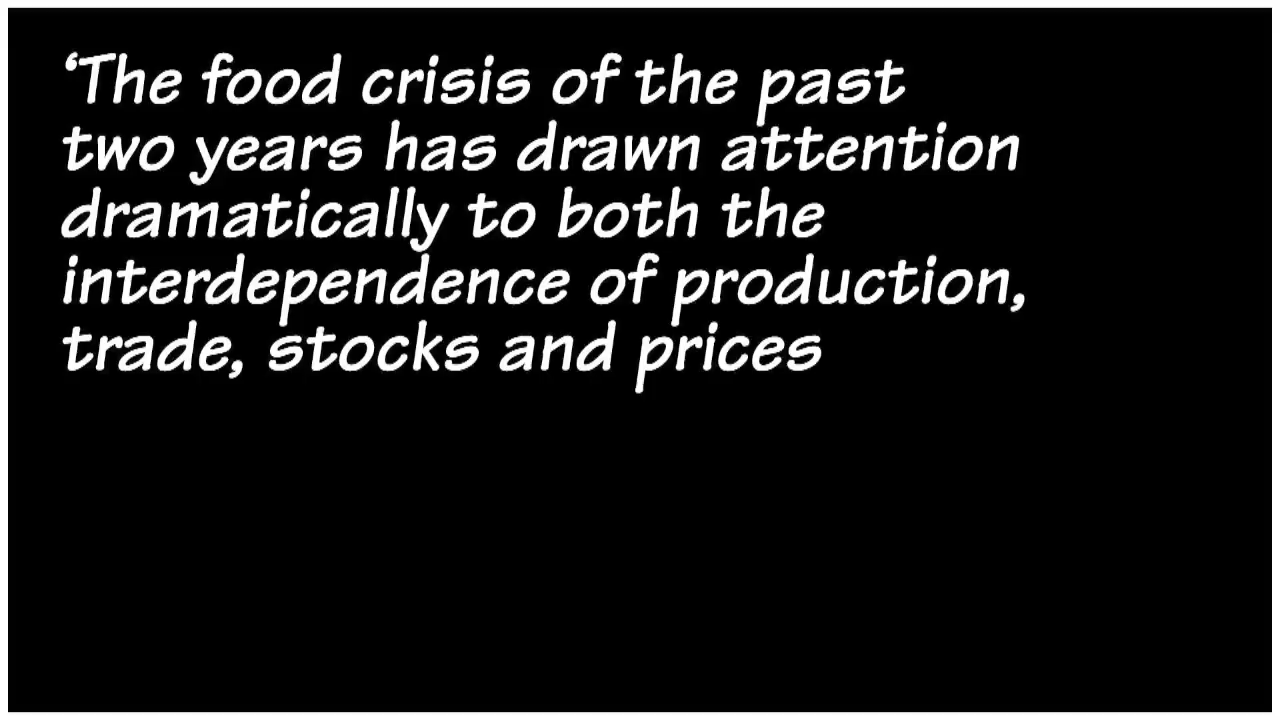 ‘The food crisis of the past
two years has drawn attention
dramatically to both the
interdependence of production,
trade, stocks and prices